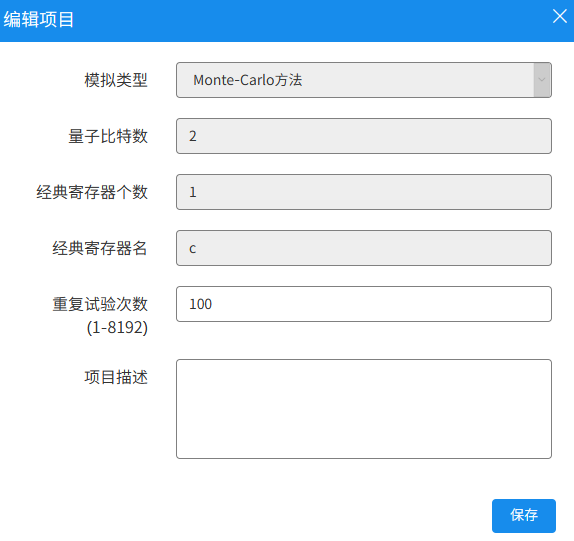 编辑项目
模拟类型 Monte-Carlo方法
量子比特数 2
经典寄存器个数 1
经典寄存器名 c
重复试验次数 100
(1-8192)
项目描述
保存